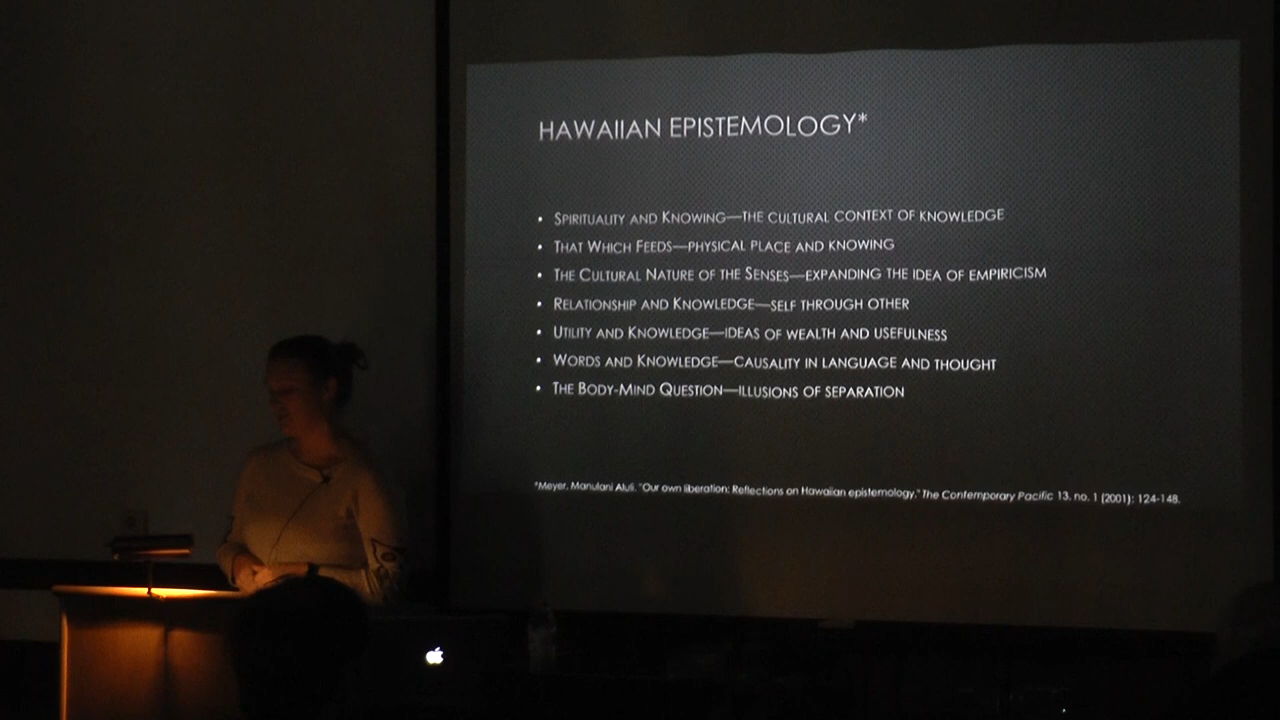 HAWAIIAN EPISTEMOLOGY*
• SPIRITUALITY AND KNOWING—THE CULTURAL CONTEXT OF KNOWLEDGE
• THAT WHICH FEEDS—PHYSICAL PLACE AND KNOWING
• THE CULTURAL NATURE OF THE SENSES—EXPANDING THE IDEA OF EMPIRICISM
• RELATIONSHIP AND KNOWLEDGE—SELF THROUGH OTHER
• UTILITY AND KNOWLEDGE—IDEAS OF WEALTH AND USEFULNESS
• WORDS AND KNOWLEDGE—CAUSALITY IN LANGUAGE AND THOUGHT
• THE BODY-MIND QUESTION—ILLUSIONS OF SEPARATION
*Meyer, Manulani Aluli. "Our own liberation: Reflections on Hawaiian epistemology." The Contemporary Pacific 13, no. 1 (2001): 124-148.